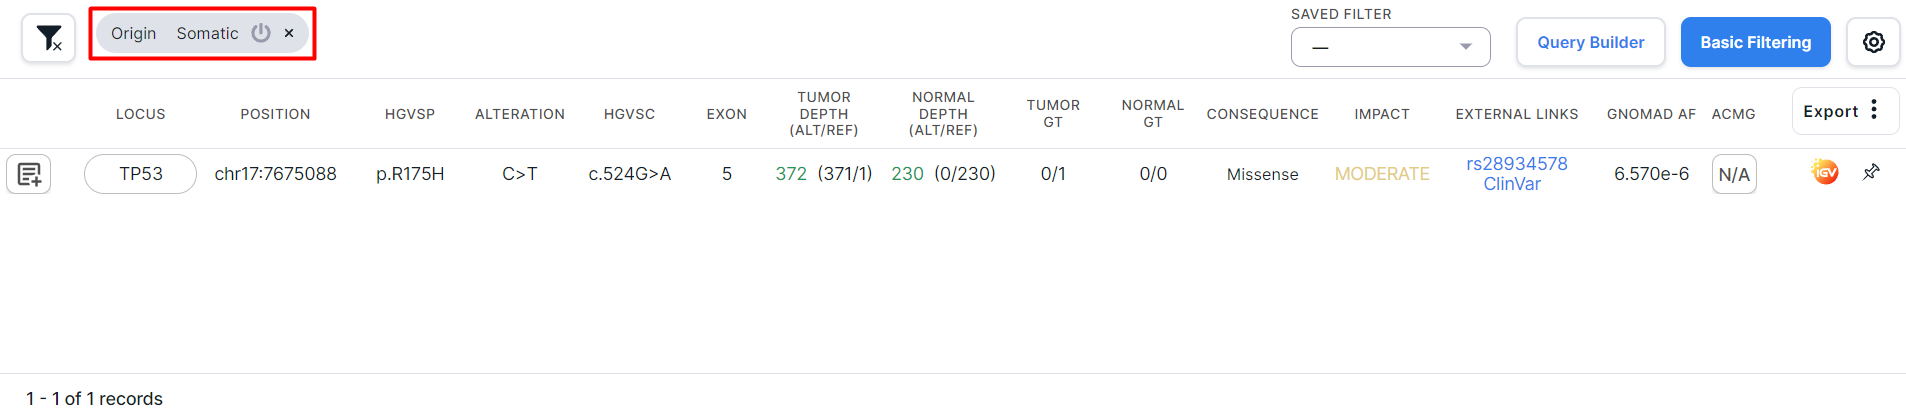 Origin Somatic ×
SAVED FILTER
—
Query Builder
Basic Filtering
LOCUS POSITION HGVSP ALTERATION HGVSC EXON TUMOR DEPTH (ALT/REF) NORMAL DEPTH (ALT/REF) TUMOR GT NORMAL GT CONSEQUENCE IMPACT EXTERNAL LINKS GNOMAD AF ACMG Export
TP53 chr17:7675088 p.R175H C>T c.524G>A 5 372 (371/1) 230 (0/230) 0/1 0/0 Missense MODERATE rs28934578 ClinVar 6.570e-6 N/A IGV
1 - 1 of 1 records